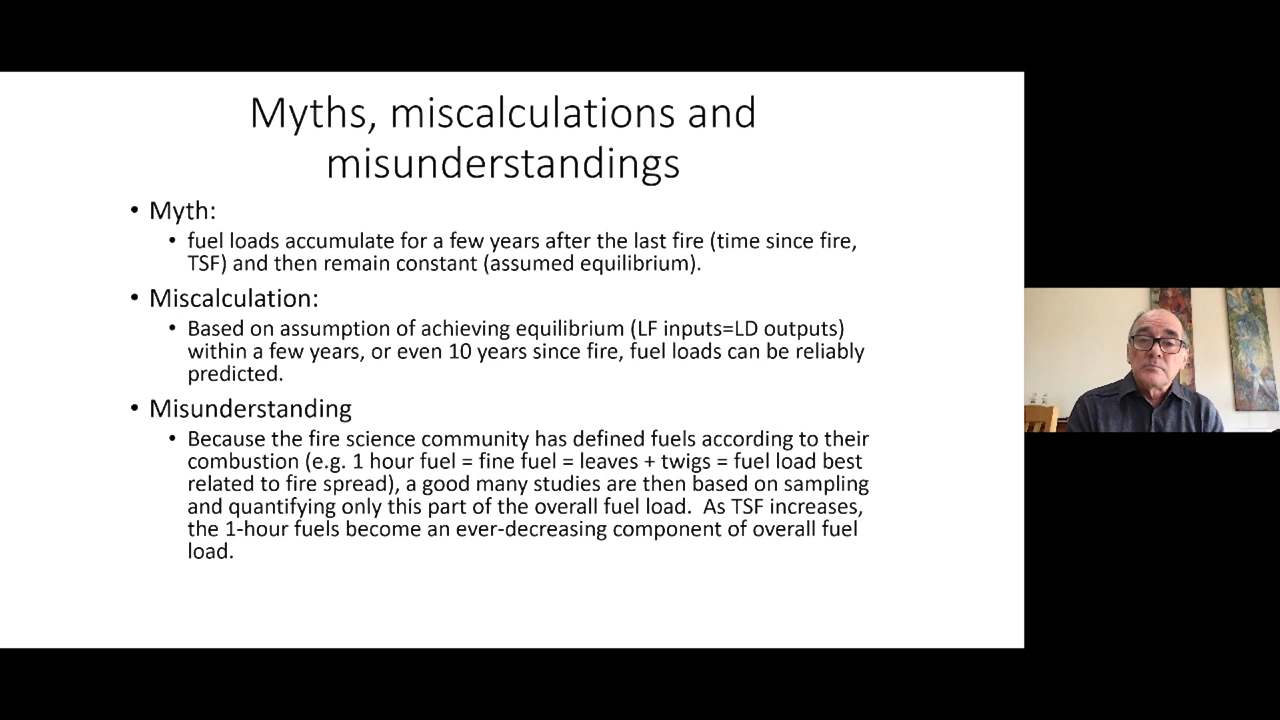 Myths, miscalculations and
misunderstandings
• Myth:
• fuel loads accumulate for a few years after the last fire (time since fire,
TSF) and then remain constant (assumed equilibrium).
• Miscalculation:
• Based on assumption of achieving equilibrium (LF inputs=LD outputs)
within a few years, or even 10 years since fire, fuel loads can be reliably
predicted.
• Misunderstanding
• Because the fire science community has defined fuels according to their
combustion (e.g. 1 hour fuel = fine fuel = leaves + twigs = fuel load best
related to fire spread), a good many studies are then based on sampling
and quantifying only this part of the overall fuel load.  As TSF increases,
the 1-hour fuels become an ever-decreasing component of overall fuel
load.